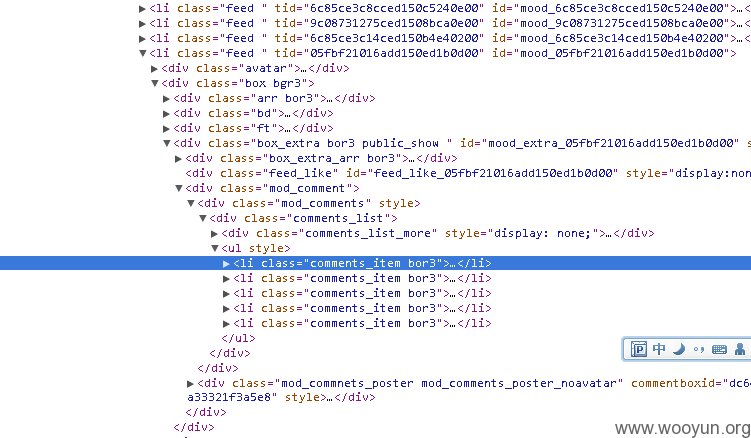 ▶<li class="feed " tid="6c85ce3c8cced150c5240e00" id="mood_6c85ce3c8cced150c5240e00">…</li>
▶<li class="feed " tid="9c08731275ced1508bca0e00" id="mood_9c08731275ced1508bca0e00">…</li>
▶<li class="feed " tid="6c85ce3c14ced150b4e40200" id="mood_6c85ce3c14ced150b4e40200">…</li>
▼<li class="feed " tid="05fbf21016add150ed1b0d00" id="mood_05fbf21016add150ed1b0d00">
▶<div class="avatar">…</div>
▼<div class="box bgr3">
▶<div class="arr bor3">…</div>
▶<div class="bd">…</div>
▶<div class="ft">…</div>
▼<div class="box_extra bor3 public_show " id="mood_extra_05fbf21016add150ed1b0d00" s
▶<div class="box_extra_arr bor3">…</div>
<div class="feed_like" id="feed_like_05fbf21016add150ed1b0d00" style="display:non
▼<div class="mod_comment">
▼<div class="mod_comments" style>
▼<div class="comments_list">
▶<div class="comments_list_more" style="display: none;">…</div>
▼<ul style>
▶<li class="comments_item bor3">…</li>
▶<li class="comments_item bor3">…</li>
▶<li class="comments_item bor3">…</li>
▶<li class="comments_item bor3">…</li>
▶<li class="comments_item bor3">…</li>
</ul>
</div>
</div>
▶<div class="mod_commnets_poster mod_comments_poster_noavatar" commentboxid="dc6
a33321f3a5e8" style>…</div>
</div>
</div>
P 中
www.wooyun.org